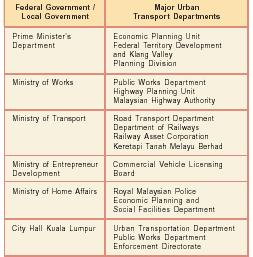 Federal Government /
Local Government
Major Urban
Transport Departments
Prime Minister's
Department
Economic Planning Unit
Federal Territory Development
and Klang Valley
Planning Division
Ministry of Works
Public Works Department
Highway Planning Unit
Malaysian Highway Authority
Ministry of Transport
Road Transport Department
Department of Railways
Railway Asset Corporation
Keretapi Tanah Melayu Berhad
Ministry of Entrepreneur
Development
Commercial Vehicle Licensing
Board
Ministry of Home Affairs
Royal Malaysian Police
Economic Planning and
Social Facilities Department
City Hall Kuala Lumpur
Urban Transportation Department
Public Works Department
Enforcement Directorate